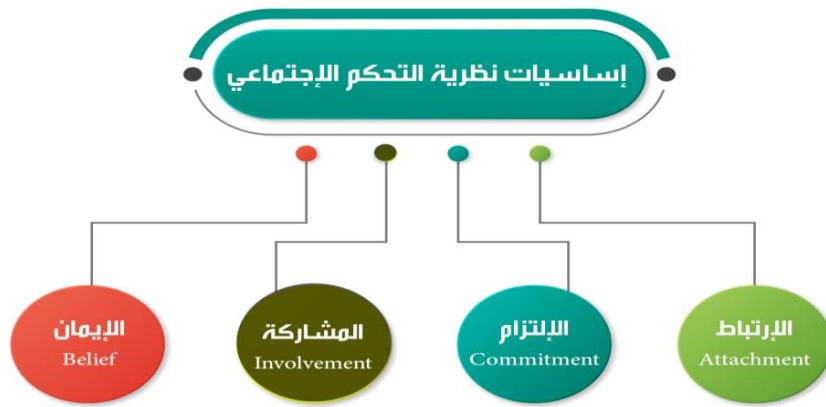 إساسيات نظرية التحكم الإجتماعي
الإرتباط
Attachment
الإلتزام
Commitment
المشاركة
Involvement
الإيمان
Belief